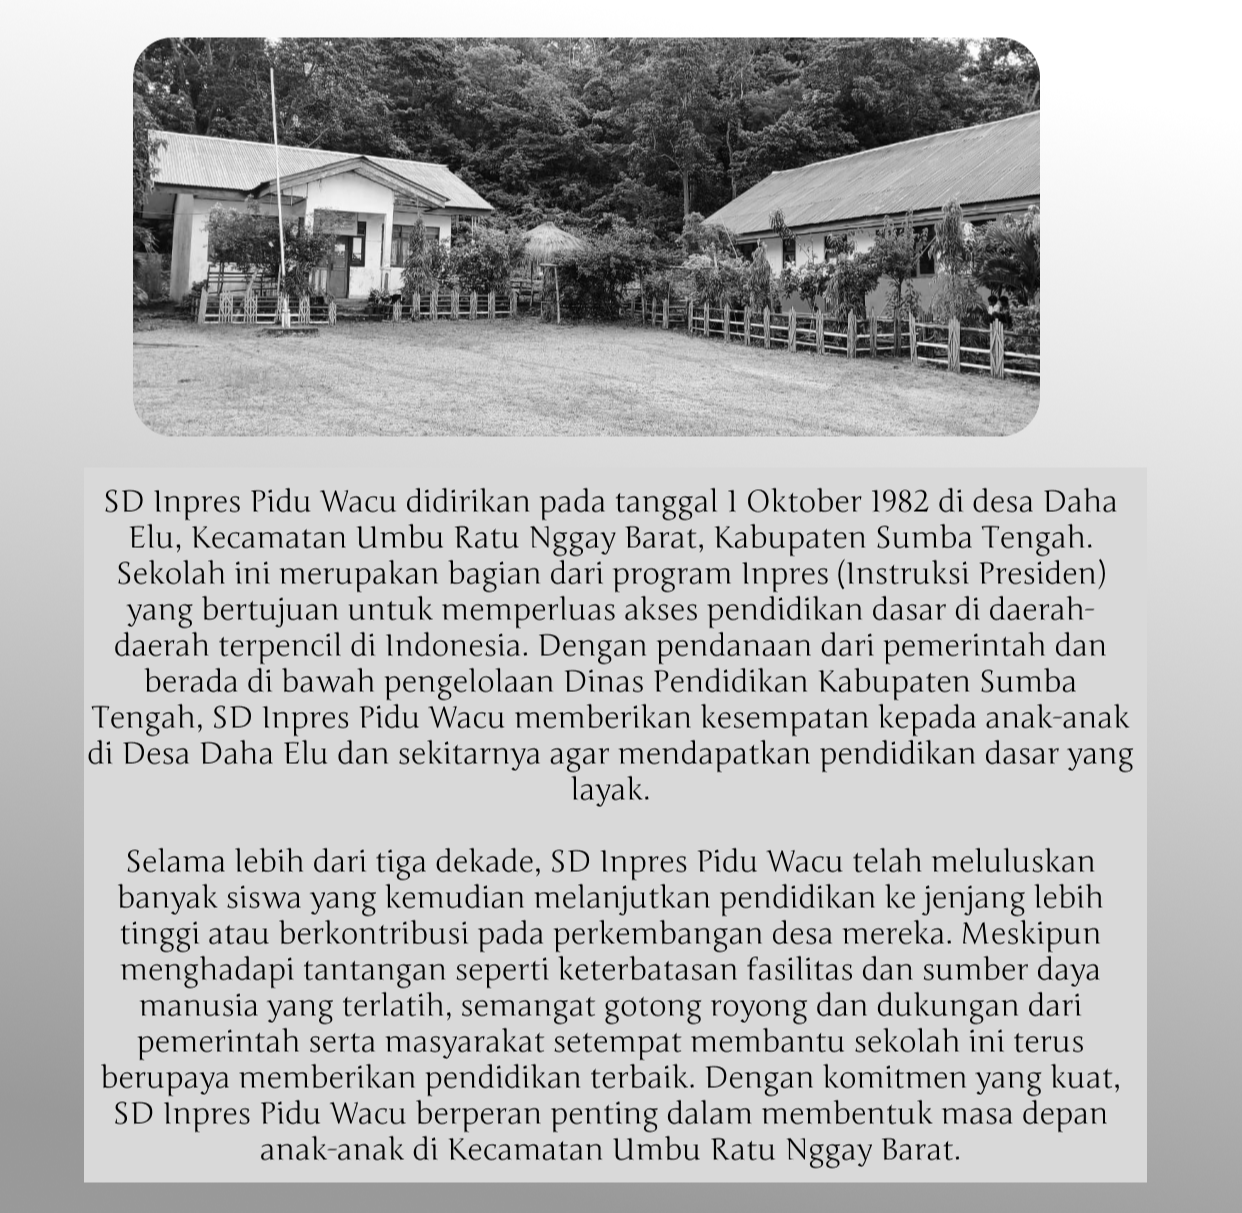 SD Inpres Pidu Wacu didirikan pada tanggal 1 Oktober 1982 di desa Daha
Elu, Kecamatan Umbu Ratu Nggay Barat, Kabupaten Sumba Tengah.
Sekolah ini merupakan bagian dari program Inpres (Instruksi Presiden)
yang bertujuan untuk memperluas akses pendidikan dasar di daerah-
daerah terpencil di Indonesia. Dengan pendanaan dari pemerintah dan
berada di bawah pengelolaan Dinas Pendidikan Kabupaten Sumba
Tengah, SD Inpres Pidu Wacu memberikan kesempatan kepada anak-anak
di Desa Daha Elu dan sekitarnya agar mendapatkan pendidikan dasar yang
layak.
Selama lebih dari tiga dekade, SD Inpres Pidu Wacu telah meluluskan
banyak siswa yang kemudian melanjutkan pendidikan ke jenjang lebih
tinggi atau berkontribusi pada perkembangan desa mereka. Meskipun
menghadapi tantangan seperti keterbatasan fasilitas dan sumber daya
manusia yang terlatih, semangat gotong royong dan dukungan dari
pemerintah serta masyarakat setempat membantu sekolah ini terus
berupaya memberikan pendidikan terbaik. Dengan komitmen yang kuat,
SD Inpres Pidu Wacu berperan penting dalam membentuk masa depan
anak-anak di Kecamatan Umbu Ratu Nggay Barat.